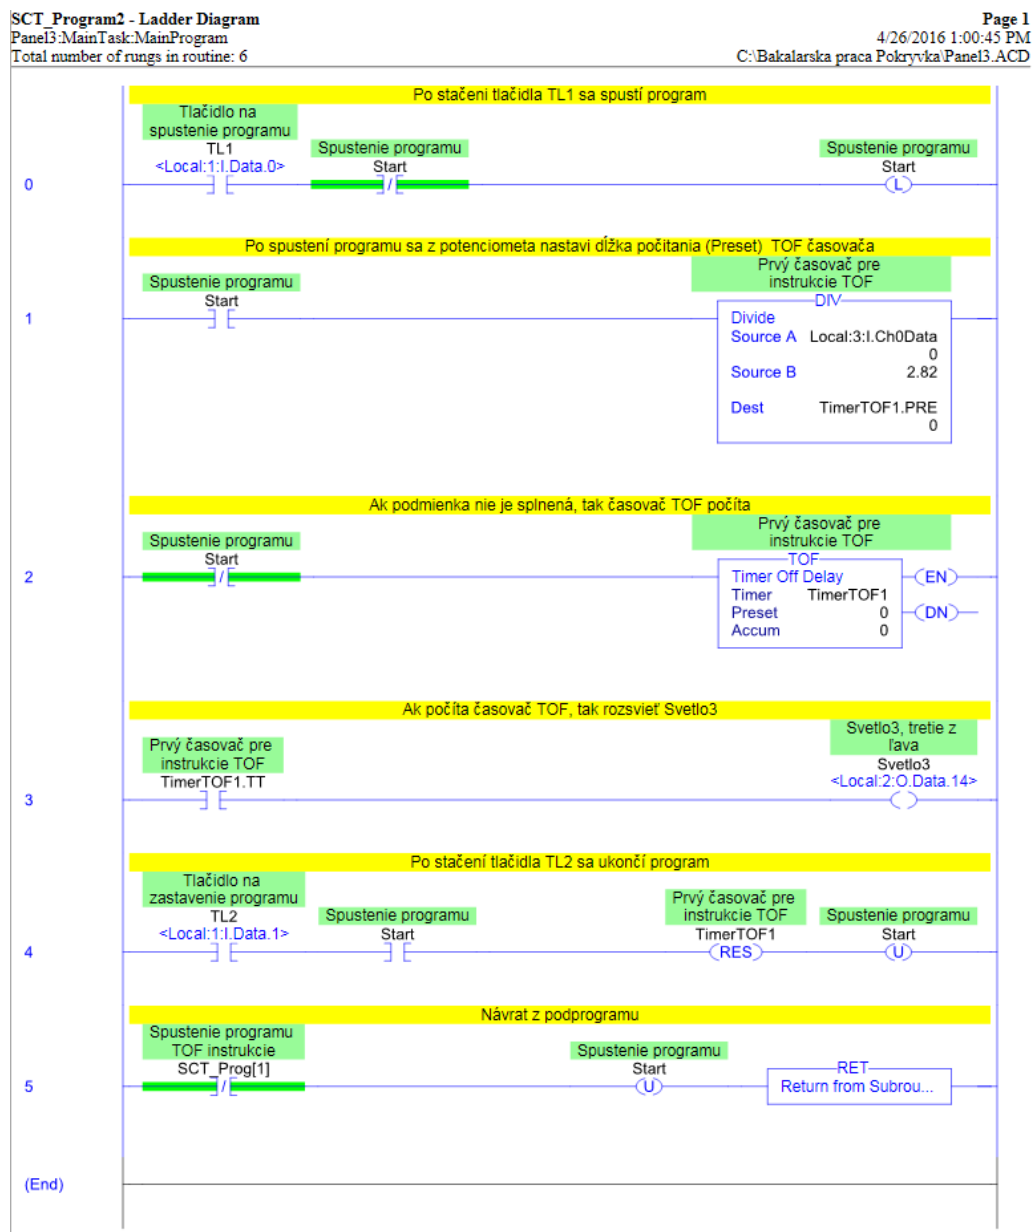 SCT_Program2 - Ladder Diagram
Page 1
Panel3:MainTask:MainProgram
4/26/2016 1:00:45 PM
Total number of rungs in routine: 6
C:\Bakalarska praca Pokryvka\Panel3.ACD
Po stačeni tlačidla TL1 sa spustí program
Tlačidlo na
spustenie programu
TL1
<Local:1:I.Data.0>
Spustenie programu
Start
Spustenie programu
Start
0
L
Po spustení programu sa z potenciometa nastavi dĺžka počitania (Preset) TOF časovača
Spustenie programu
Start
Prvý časovač pre
inštrukcie TOF
1
DIV
Divide
Source A Local:3:I.Ch0Data
0
Source B 2.82
Dest TimerTOF1.PRE
0
Ak podmienka nie je splnená, tak časovač TOF počíta
Spustenie programu
Start
Prvý časovač pre
instrukcie TOF
2
TOF
Timer Off Delay
Timer TimerTOF1
Preset 0
Accum 0
EN
DN
Ak počíta časovač TOF, tak rozsvieť Svetlo3
Prvý časovač pre
instrukcie TOF
TimerTOF1.TT
Svetlo3, tretie z
ľava
Svetlo3
<Local:2:O.Data.14>
3
Po stačení tlačidla TL2 sa ukončí program
Tlačidlo na
zastavenie programu
TL2
<Local:1:I.Data.1>
Spustenie programu
Start
Prvý časovač pre
instrukcie TOF
TimerTOF1
Spustenie programu
Start
4
RES
U
Návrat z podprogramu
Spustenie programu
TOF instrukcie
SCT_Prog[1]
Spustenie programu
Start
5
U
RET
Return from Subrou...
(End)